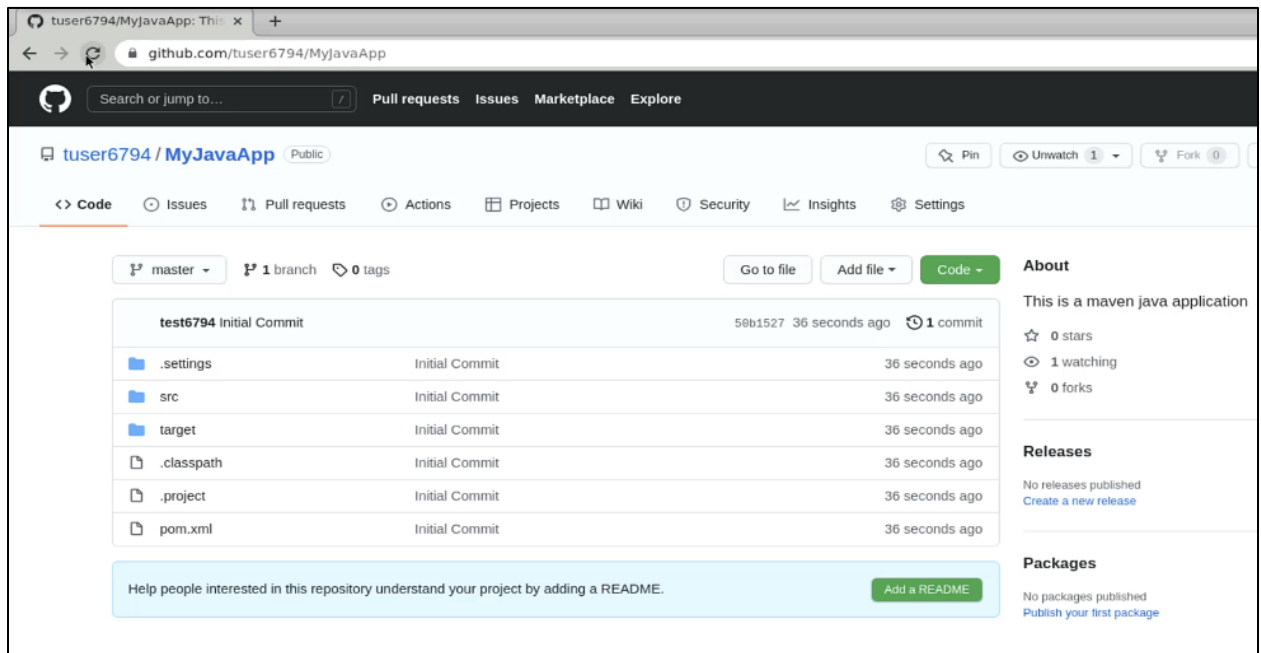 tuser6794/MyJavaApp: This
github.com/tuser6794/MyJavaApp
Search or jump to… / Pull requests Issues Marketplace Explore
tuser6794 / MyJavaApp Public Pin Unwatch 1 Fork 0
<> Code Issues Pull requests Actions Projects Wiki Security Insights Settings
master 1 branch 0 tags Go to file Add file Code
test6794 Initial Commit 50b1527 36 seconds ago 1 commit
.settings Initial Commit 36 seconds ago
src Initial Commit 36 seconds ago
target Initial Commit 36 seconds ago
.classpath Initial Commit 36 seconds ago
.project Initial Commit 36 seconds ago
pom.xml Initial Commit 36 seconds ago
Help people interested in this repository understand your project by adding a README. Add a README
About
This is a maven java application
0 stars
1 watching
0 forks
Releases
No releases published
Create a new release
Packages
No packages published
Publish your first package